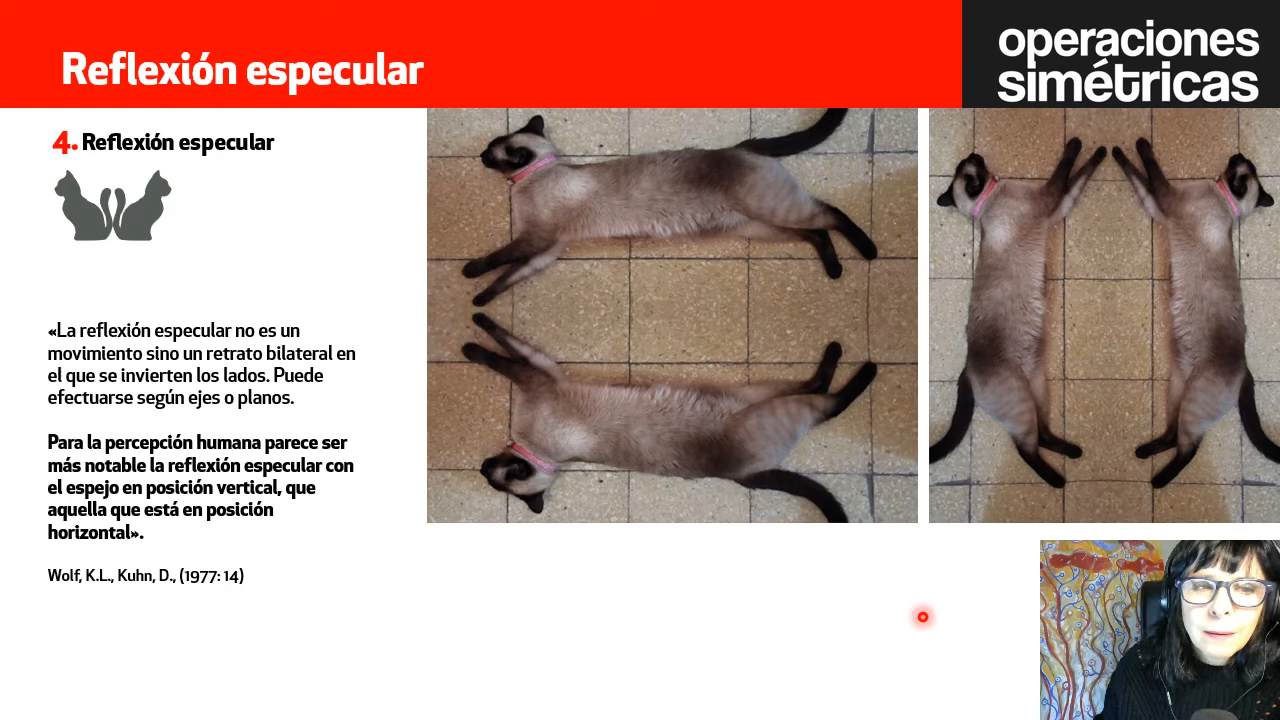 Reflexión especular
operaciones
simétricas
4. Reflexión especular
«La reflexión especular no es un
movimiento sino un retrato bilateral en
el que se invierten los lados. Puede
efectuarse según ejes o planos.
Para la percepción humana parece ser
más notable la reflexión especular con
el espejo en posición vertical, que
aquella que está en posición
horizontal».
Wolf, K.L., Kuhn, D., (1977: 14)